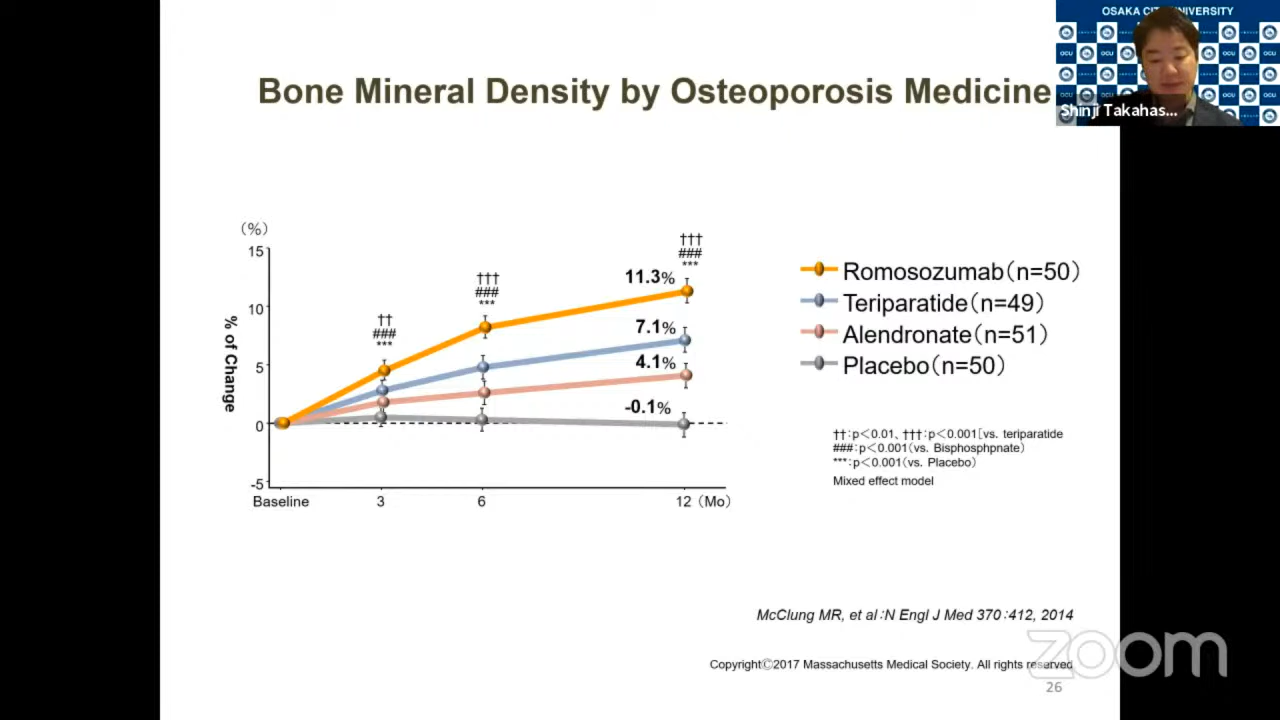 OSAKA CITY UNIVERSITY
Shinji Takahas...
Bone Mineral Density by Osteoporosis Medicine
(%)
15
10
5
0
-5
% of Change
Baseline
3
6
12 (Mo)
††
###
***
†††
###
***
†††
###
***
11.3%
7.1%
4.1%
-0.1%
Romosozumab(n=50)
Teriparatide(n=49)
Alendronate(n=51)
Placebo(n=50)
††:p<0.01、†††:p<0.001[vs. teriparatide
###:p<0.001(vs. Bisphosphpnate)
***:p<0.001(vs. Placebo)
Mixed effect model
McClung MR, et al:N Engl J Med 370:412, 2014
CopyrightⒸ2017 Massachusetts Medical Society. All rights reserved
zoom
26